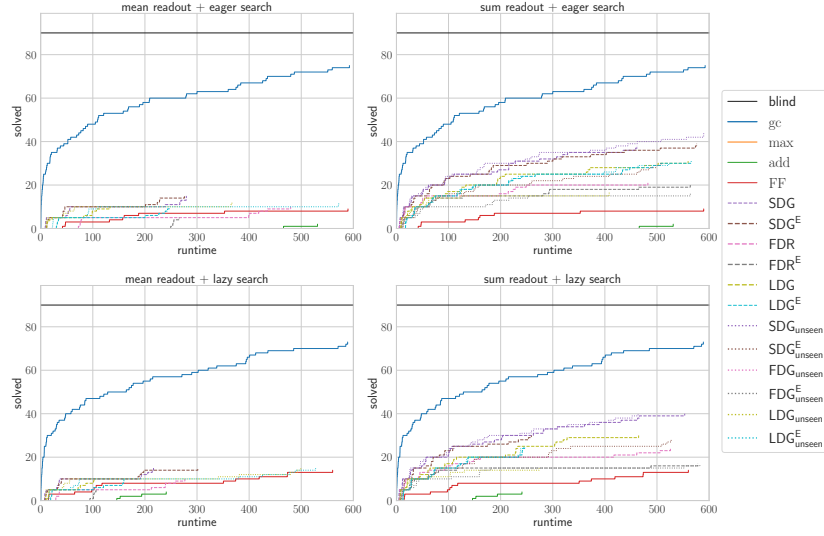 mean readout + eager search
sum readout + eager search
solved
80
60
40
20
0
0 100 200 300 400 500 600
runtime
solved
80
60
40
20
0
0 100 200 300 400 500 600
runtime
mean readout + lazy search
sum readout + lazy search
solved
80
60
40
20
0
0 100 200 300 400 500 600
runtime
solved
80
60
40
20
0
0 100 200 300 400 500 600
runtime
blind
gc
max
add
FF
SDG
SDG^E
FDR
FDR^E
LDG
LDG^E
SDG_unseen
SDG^E_unseen
FDG_unseen
FDG^E_unseen
LDG_unseen
LDG^E_unseen